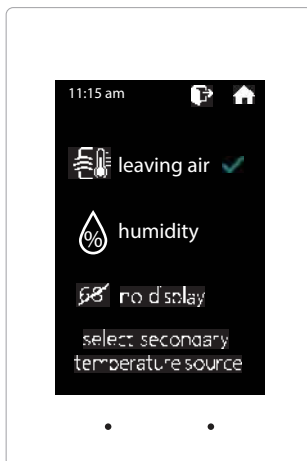 11:15 am
leaving air
%
humidity
68° no display
select secondary
temperature source